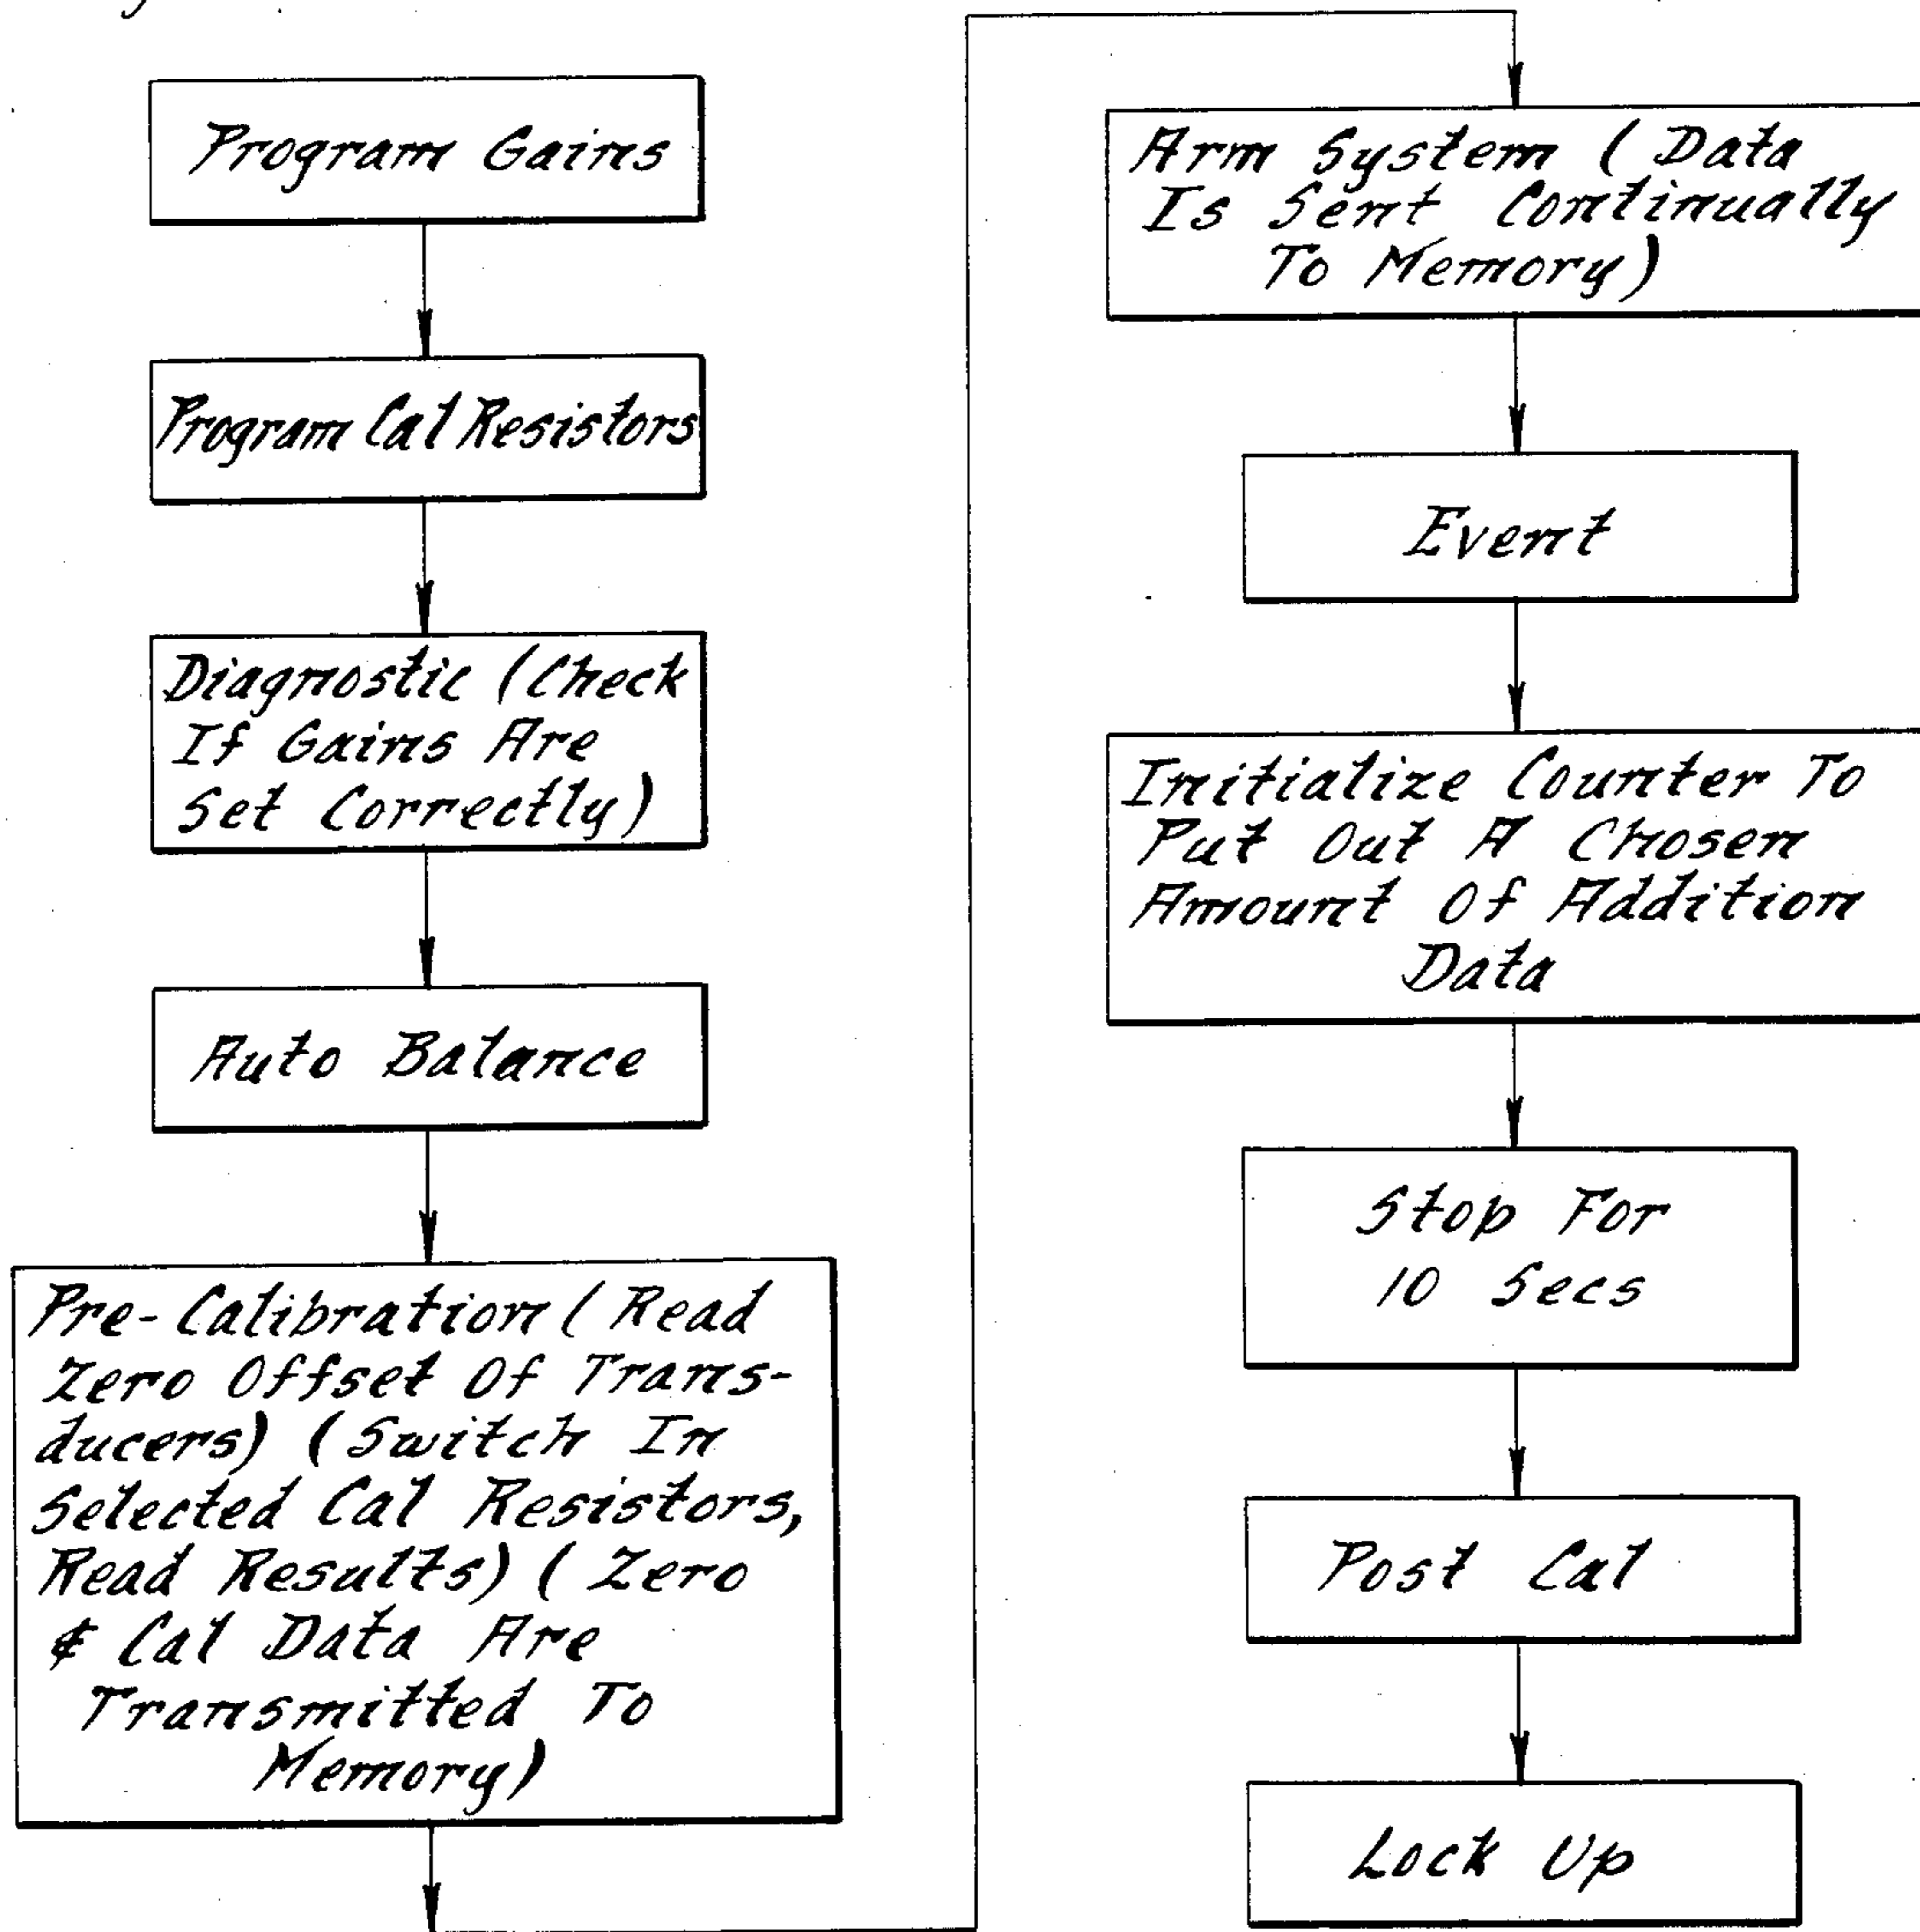 Program Gains
Program Cal Resistors
Diagnostic (Check
If Gains Are
Set Correctly)
Auto Balance
Pre-Calibration (Read
Zero Offset Of Trans-
ducers) (Switch In
Selected Cal Resistors,
Read Results) (Zero
& Cal Data Are
Transmitted To
Memory)
Arm System (Data
Is Sent Continually
To Memory)
Event
Initialize Counter To
Put Out A Chosen
Amount Of Addition
Data
Stop For
10 Secs
Post Cal
Lock Up